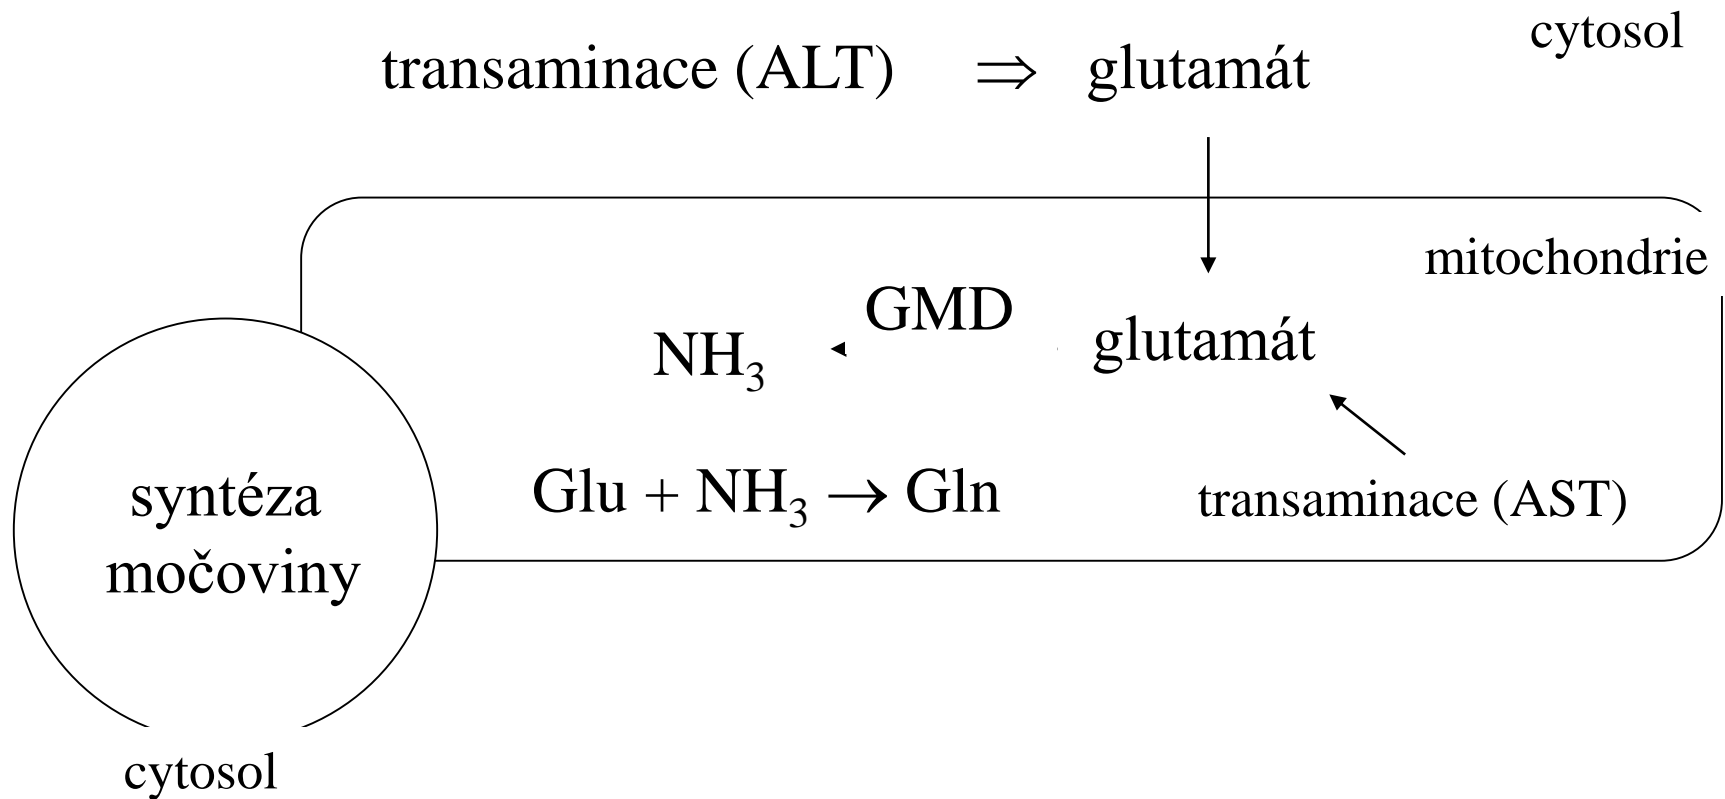 cytosol
transaminace (ALT) ⇒ glutamát
mitochondrie
GMD
NH₃ glutamát
Glu + NH₃ → Gln transaminace (AST)
syntéza
močoviny
cytosol